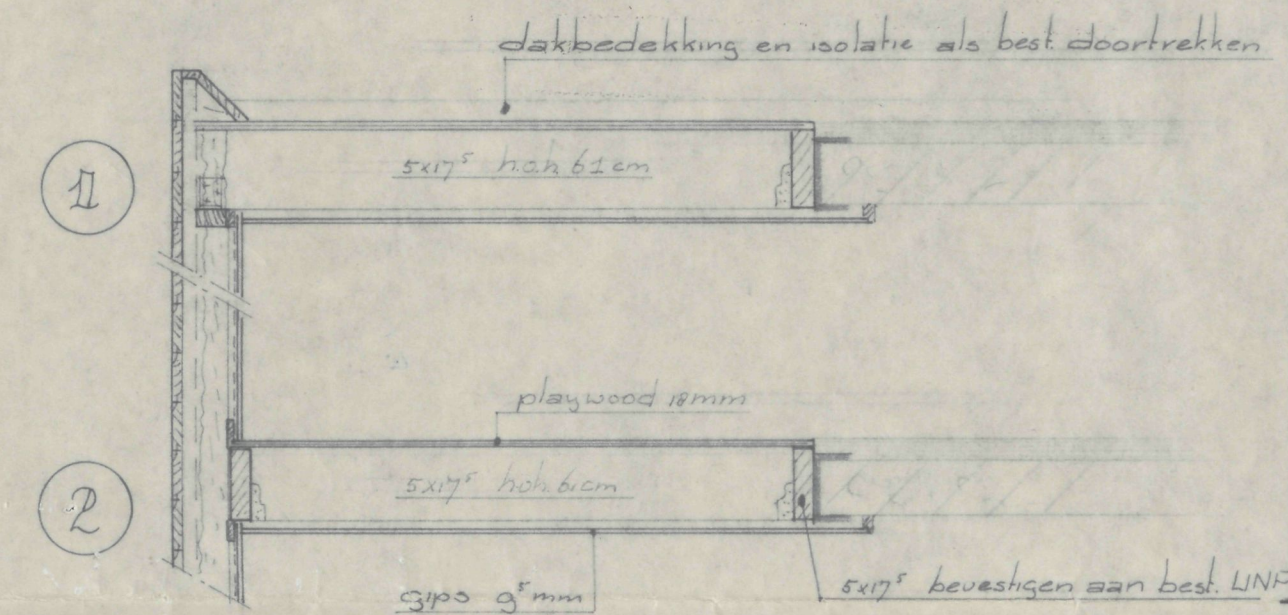 dakbedekking en isolatie als best. doortrekken
1
5x17⁵ h.o.h. 61cm
playwood 18mm
2
5x17⁵ hoh. 61cm
gips 9⁵mm
5x17⁵ bevestigen aan best. UNP